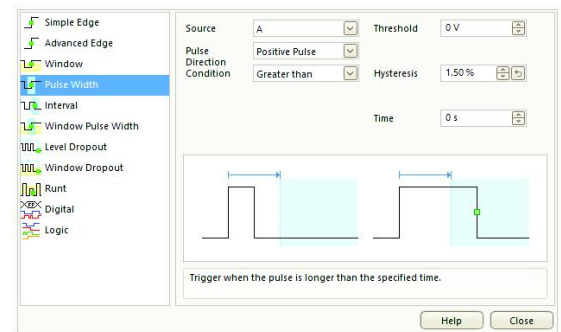 Simple Edge
Advanced Edge
Window
Pulse Width
Interval
Window Pulse Width
Level Dropout
Window Dropout
Runt
Digital
Logic
Source A Threshold 0 V
Pulse Positive Pulse
Direction
Condition Greater than Hysteresis 1.50 %
Time 0 s
Trigger when the pulse is longer than the specified time.
Help Close